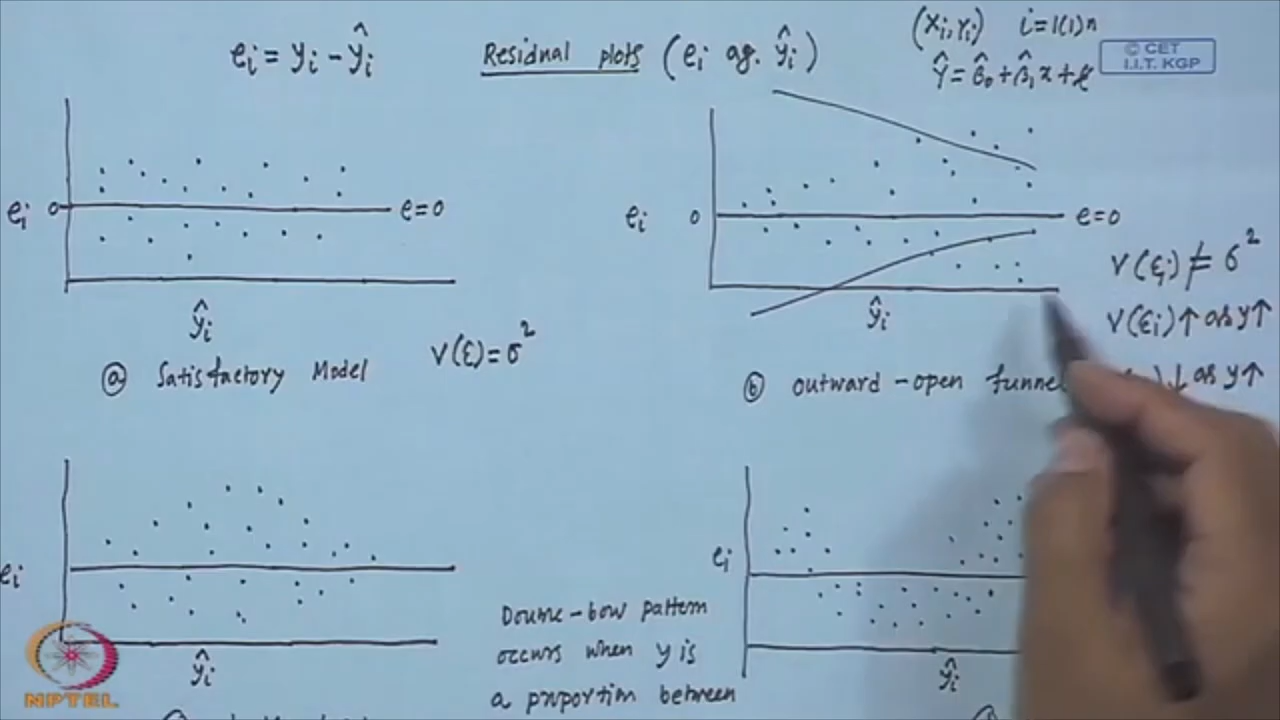 eᵢ = yᵢ - ŷᵢ
Residual plots (eᵢ ag. ŷᵢ)
(xᵢ, yᵢ) i = 1(1)n
Ŷ = β̂₀ + β̂₁x + ε
© CET
I.I.T. KGP
eᵢ 0 e=0
ŷᵢ
ⓐ Satisfactory Model
V(ε) = σ²
eᵢ 0 e=0
ŷᵢ
V(εᵢ) ≠ σ²
V(εᵢ)↑ as y↑
↓ as y↑
ⓑ outward-open funne
eᵢ
ŷᵢ
Double-bow pattern
occurs when y is
a proportion between
eᵢ
ŷᵢ
NPTEL